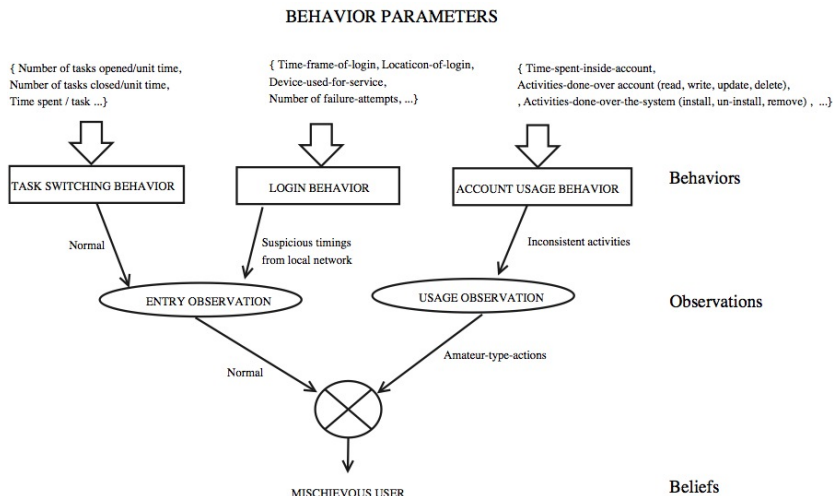 BEHAVIOR PARAMETERS
{ Number of tasks opened/unit time,
Number of tasks closed/unit time,
Time spent / task ...}
{ Time-frame-of-login, Locaticon-of-login,
Device-used-for-service,
Number of failure-attempts, ...}
{ Time-spent-inside-account,
Activities-done-over account (read, write, update, delete),
, Activities-done-over-the-system (install, un-install, remove) , ...}
TASK SWITCHING BEHAVIOR
LOGIN BEHAVIOR
ACCOUNT USAGE BEHAVIOR
Behaviors
Normal
Suspicious timings
from local network
Inconsistent activities
ENTRY OBSERVATION
USAGE OBSERVATION
Observations
Normal
Amateur-type-actions
MISCHIEVOUS USER
Beliefs